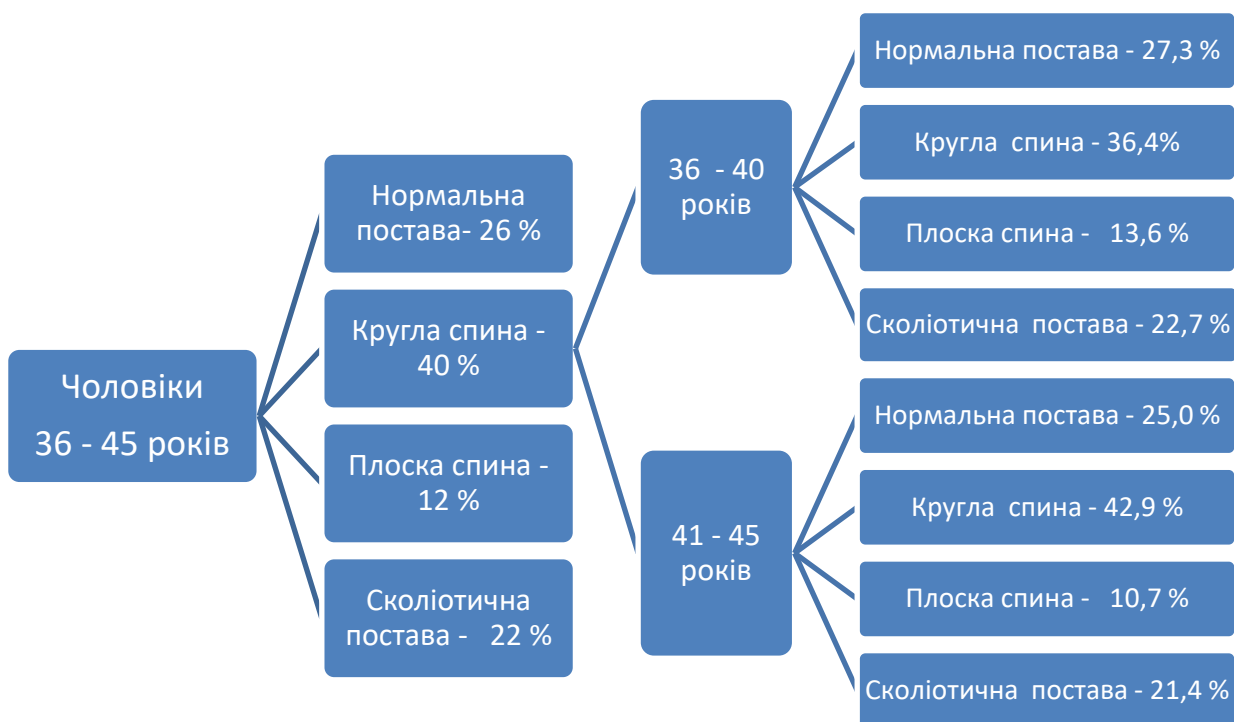 Чоловіки
36 - 45 років
Нормальна
постава- 26 %
Кругла спина -
40 %
Плоска спина -
12 %
Сколіотична
постава - 22 %
36 - 40
років
41 - 45
років
Нормальна постава - 27,3 %
Кругла спина - 36,4%
Плоска спина - 13,6 %
Сколіотична постава - 22,7 %
Нормальна постава - 25,0 %
Кругла спина - 42,9 %
Плоска спина - 10,7 %
Сколіотична постава - 21,4 %